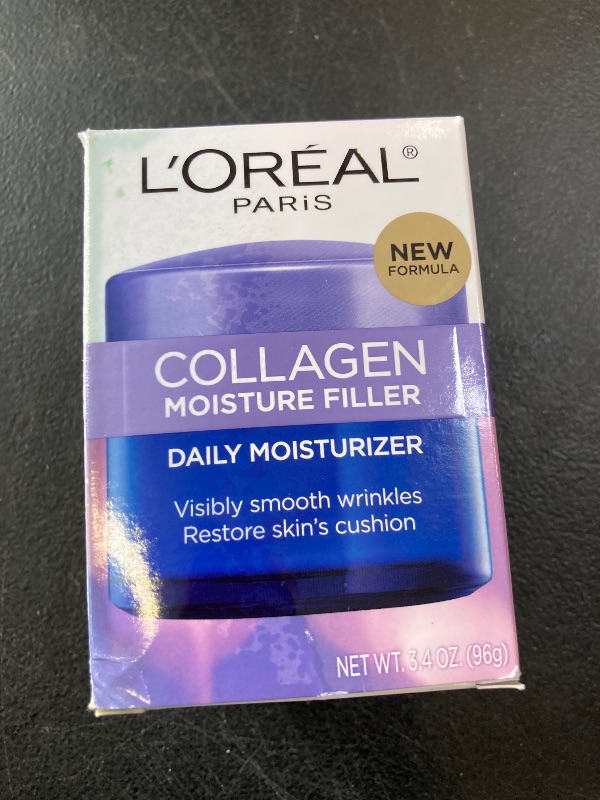 L'ORÉAL®
PARiS
NEW
FORMULA
COLLAGEN
MOISTURE FILLER
DAILY MOISTURIZER
Visibly smooth wrinkles
Restore skin's cushion
NET WT. 3.4 OZ. (96g)